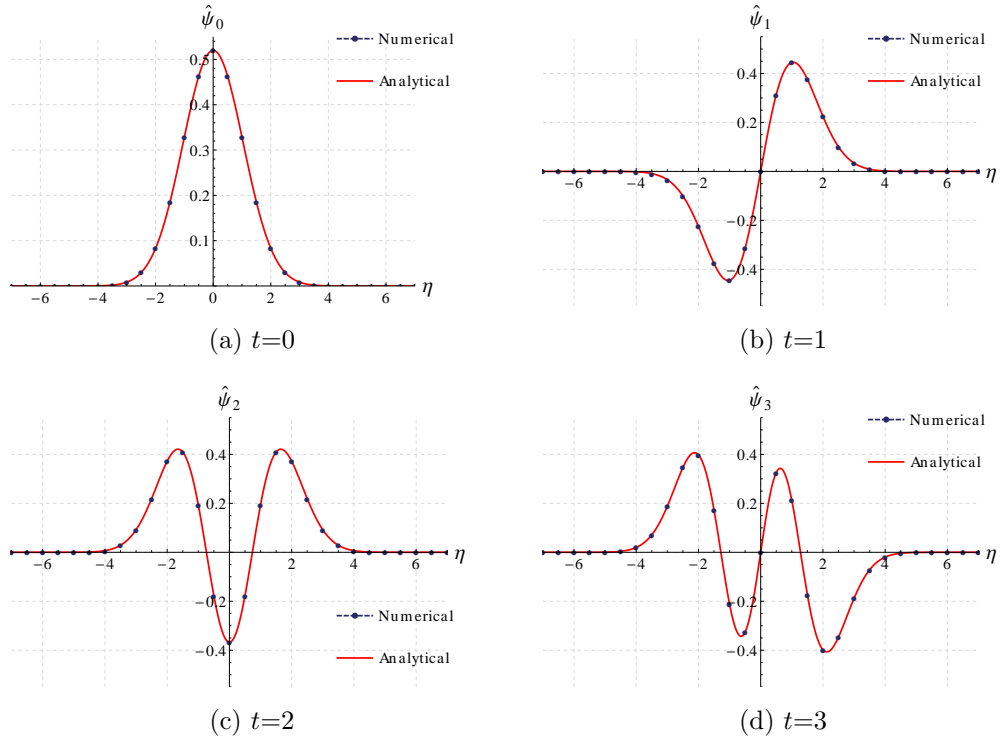 ψ̂₀
Numerical
Analytical
0.5
0.4
0.3
0.2
0.1
−6 −4 −2 0 2 4 6 η
(a) t=0
ψ̂₁
Numerical
Analytical
0.4
0.2
−6 −4 −2 2 4 6 η
−0.2
−0.4
(b) t=1
ψ̂₂
0.4
0.2
−6 −4 −2 2 4 6 η
−0.2
−0.4
Numerical
Analytical
(c) t=2
ψ̂₃
Numerical
Analytical
0.4
0.2
−6 −4 −2 2 4 6 η
−0.2
−0.4
(d) t=3